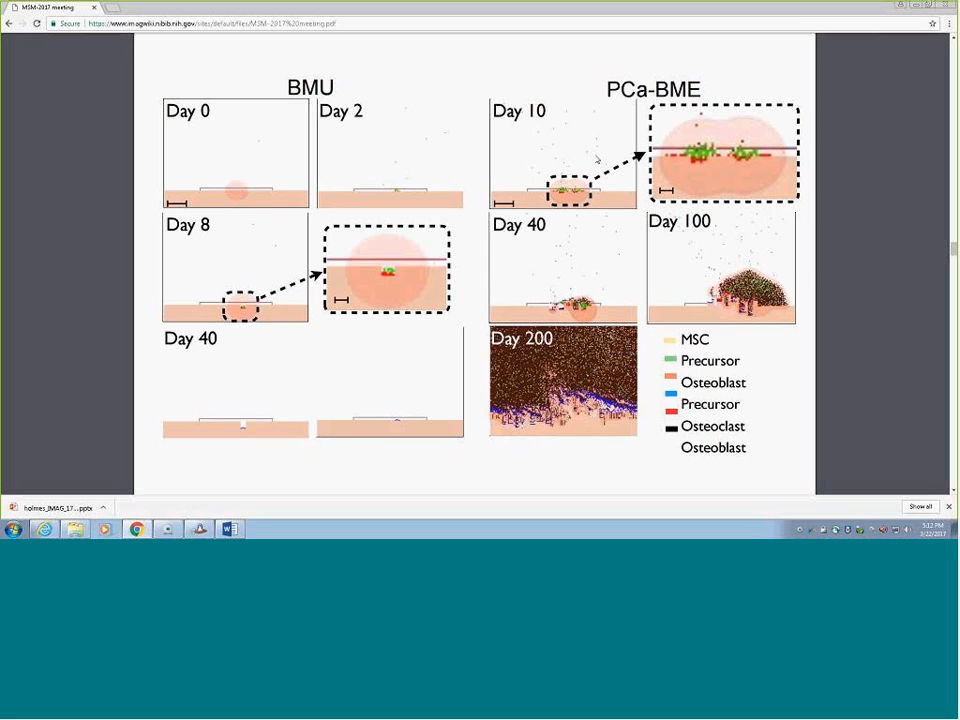 MSM-2017 meeting
Secure
https://www.imagwiki.nibib.nih.gov/sites/default/files/MSM-2017%20meeting.pdf
BMU
PCa-BME
Day 0
Day 2
Day 10
Day 8
Day 40
Day 100
Day 40
Day 200
MSC
Precursor
Osteoblast
Precursor
Osteoclast
Osteoblast
holmes_IMAG_17....pptx
Show all
5:12 PM
3/22/2017